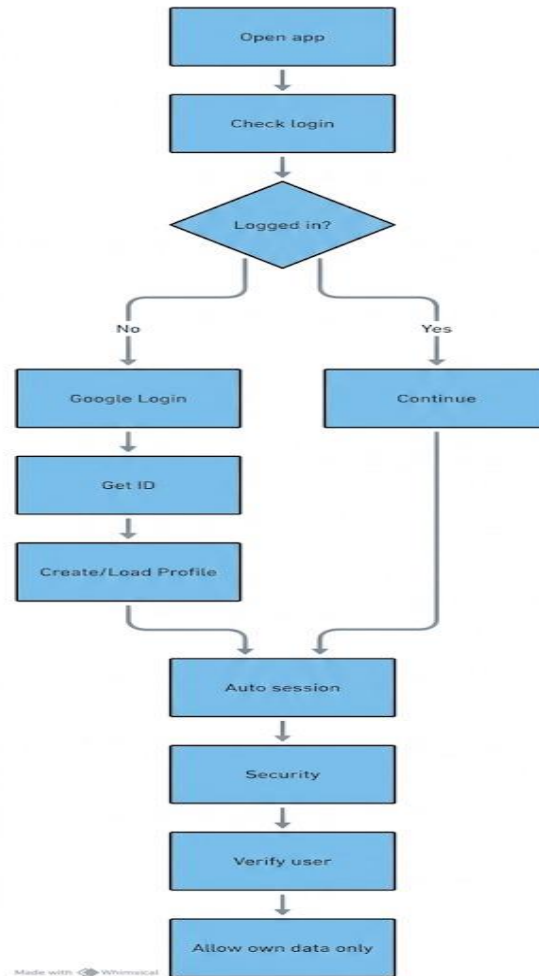 Open app
Check login
Logged in?
No
Yes
Google Login
Continue
Get ID
Create/Load Profile
Auto session
Security
Verify user
Allow own data only
Made with Whimsical